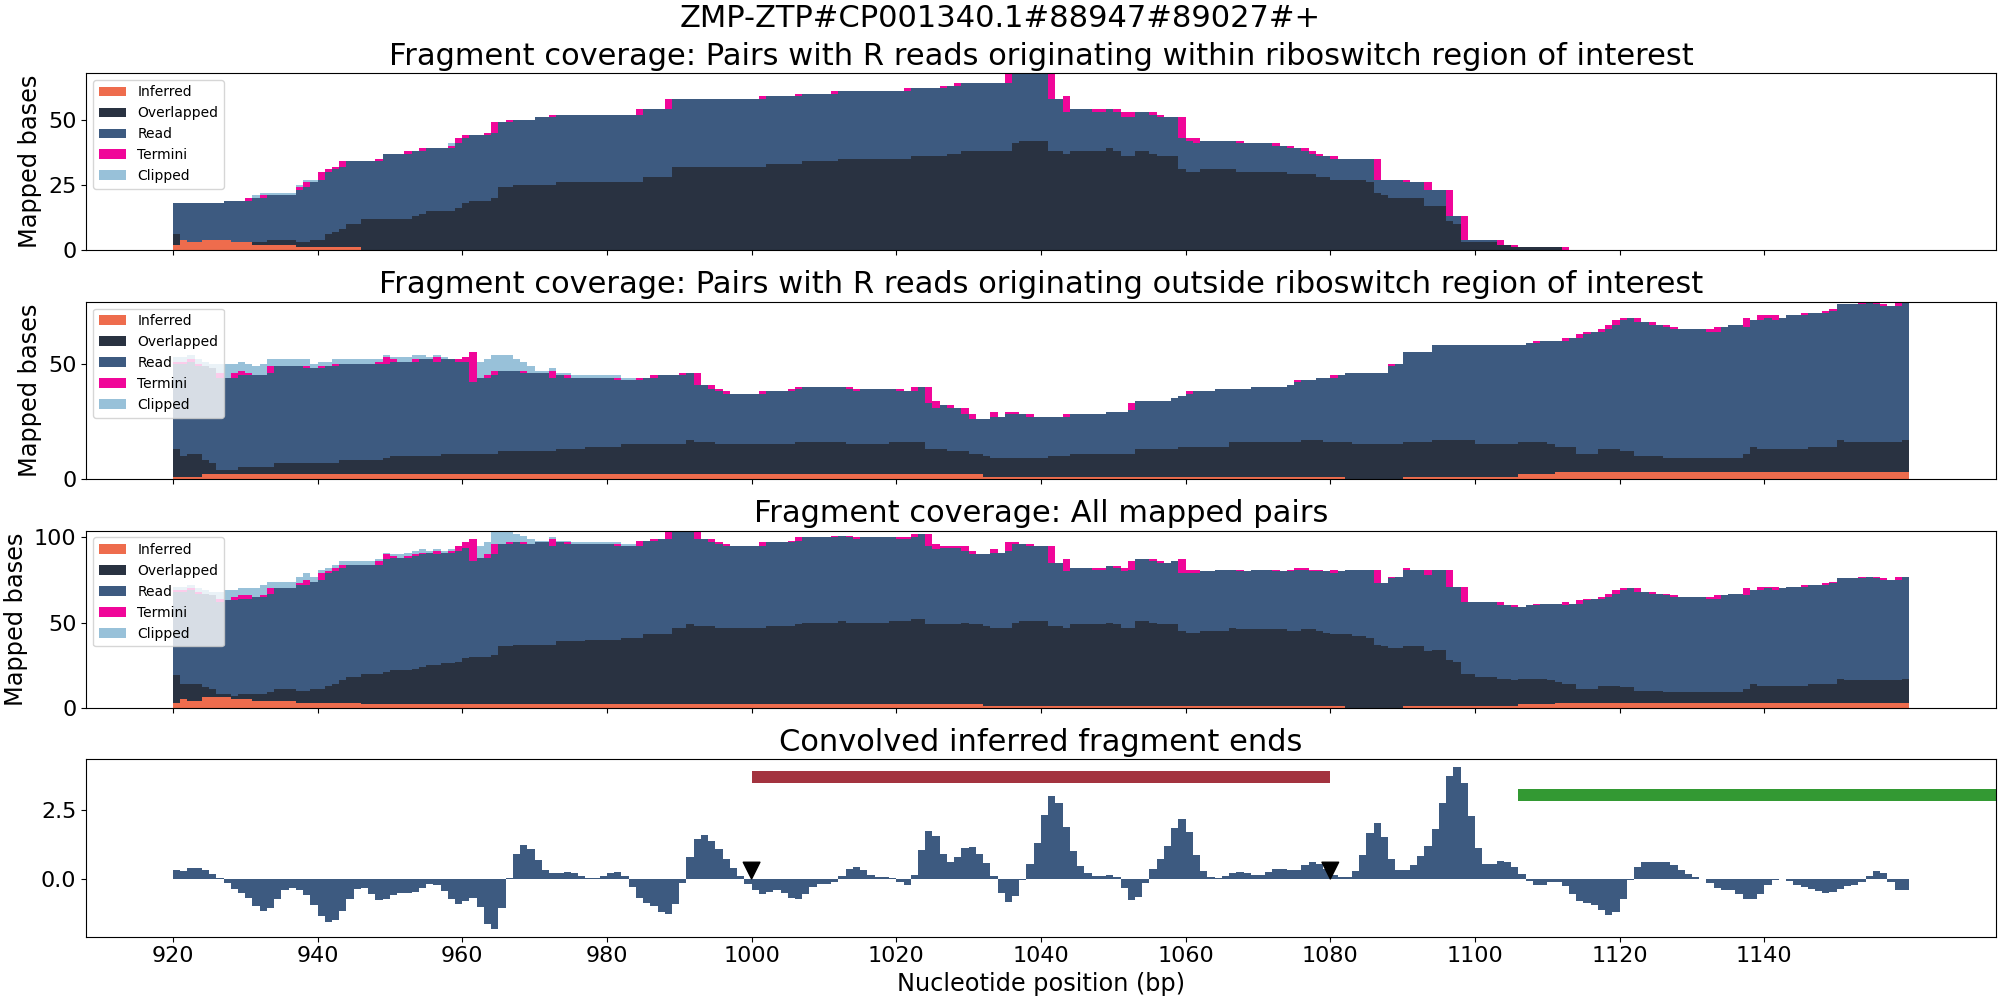 ZMP-ZTP#CP001340.1#88947#89027#+
Fragment coverage: Pairs with R reads originating within riboswitch region of interest
Mapped bases
50
25
0
Inferred
Overlapped
Read
Termini
Clipped
Fragment coverage: Pairs with R reads originating outside riboswitch region of interest
Mapped bases
50
0
Inferred
Overlapped
Read
Termini
Clipped
Fragment coverage: All mapped pairs
Mapped bases
100
50
0
Inferred
Overlapped
Read
Termini
Clipped
Convolved inferred fragment ends
2.5
0.0
920 940 960 980 1000 1020 1040 1060 1080 1100 1120 1140
Nucleotide position (bp)